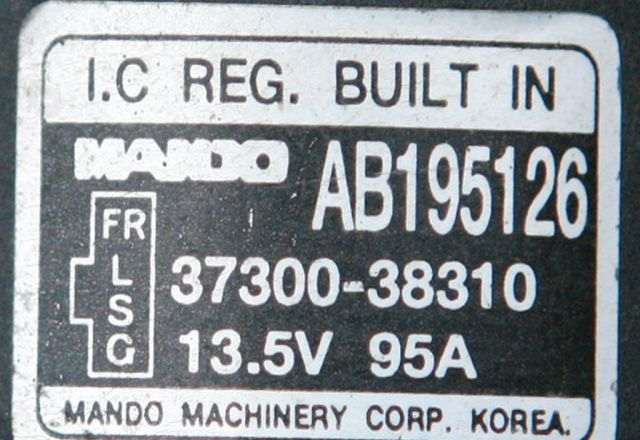 I.C REG. BUILT IN
MANDO AB195126
FR
L
S
G
37300-38310
13.5V 95A
MANDO MACHINERY CORP. KOREA.